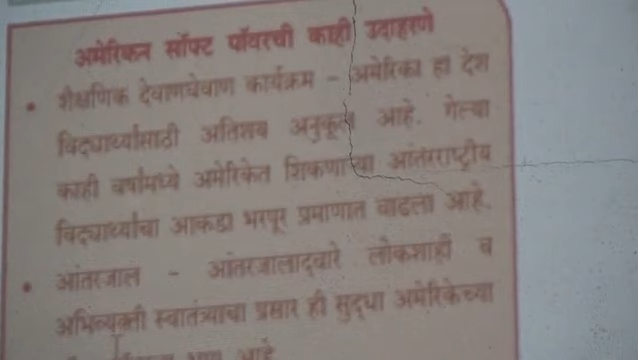 अमेरिकन सॉफ्ट पॉवरची काही उदाहरणे
• शैक्षणिक देवाणघेवाण कार्यक्रम - अमेरिका हा देश
विद्यार्थ्यांसाठी अतिशय अनुकूल आहे. गेल्या
काही वर्षांमध्ये अमेरिकेत शिकणाऱ्या आंतरराष्ट्रीय
विद्यार्थ्यांचा आकडा भरपूर प्रमाणात वाढला आहे.
• आंतरजाल - आंतरजालाद्वारे लोकशाही व
अभिव्यक्ती स्वातंत्र्याचा प्रसार ही सुद्धा अमेरिकेच्या
आहे